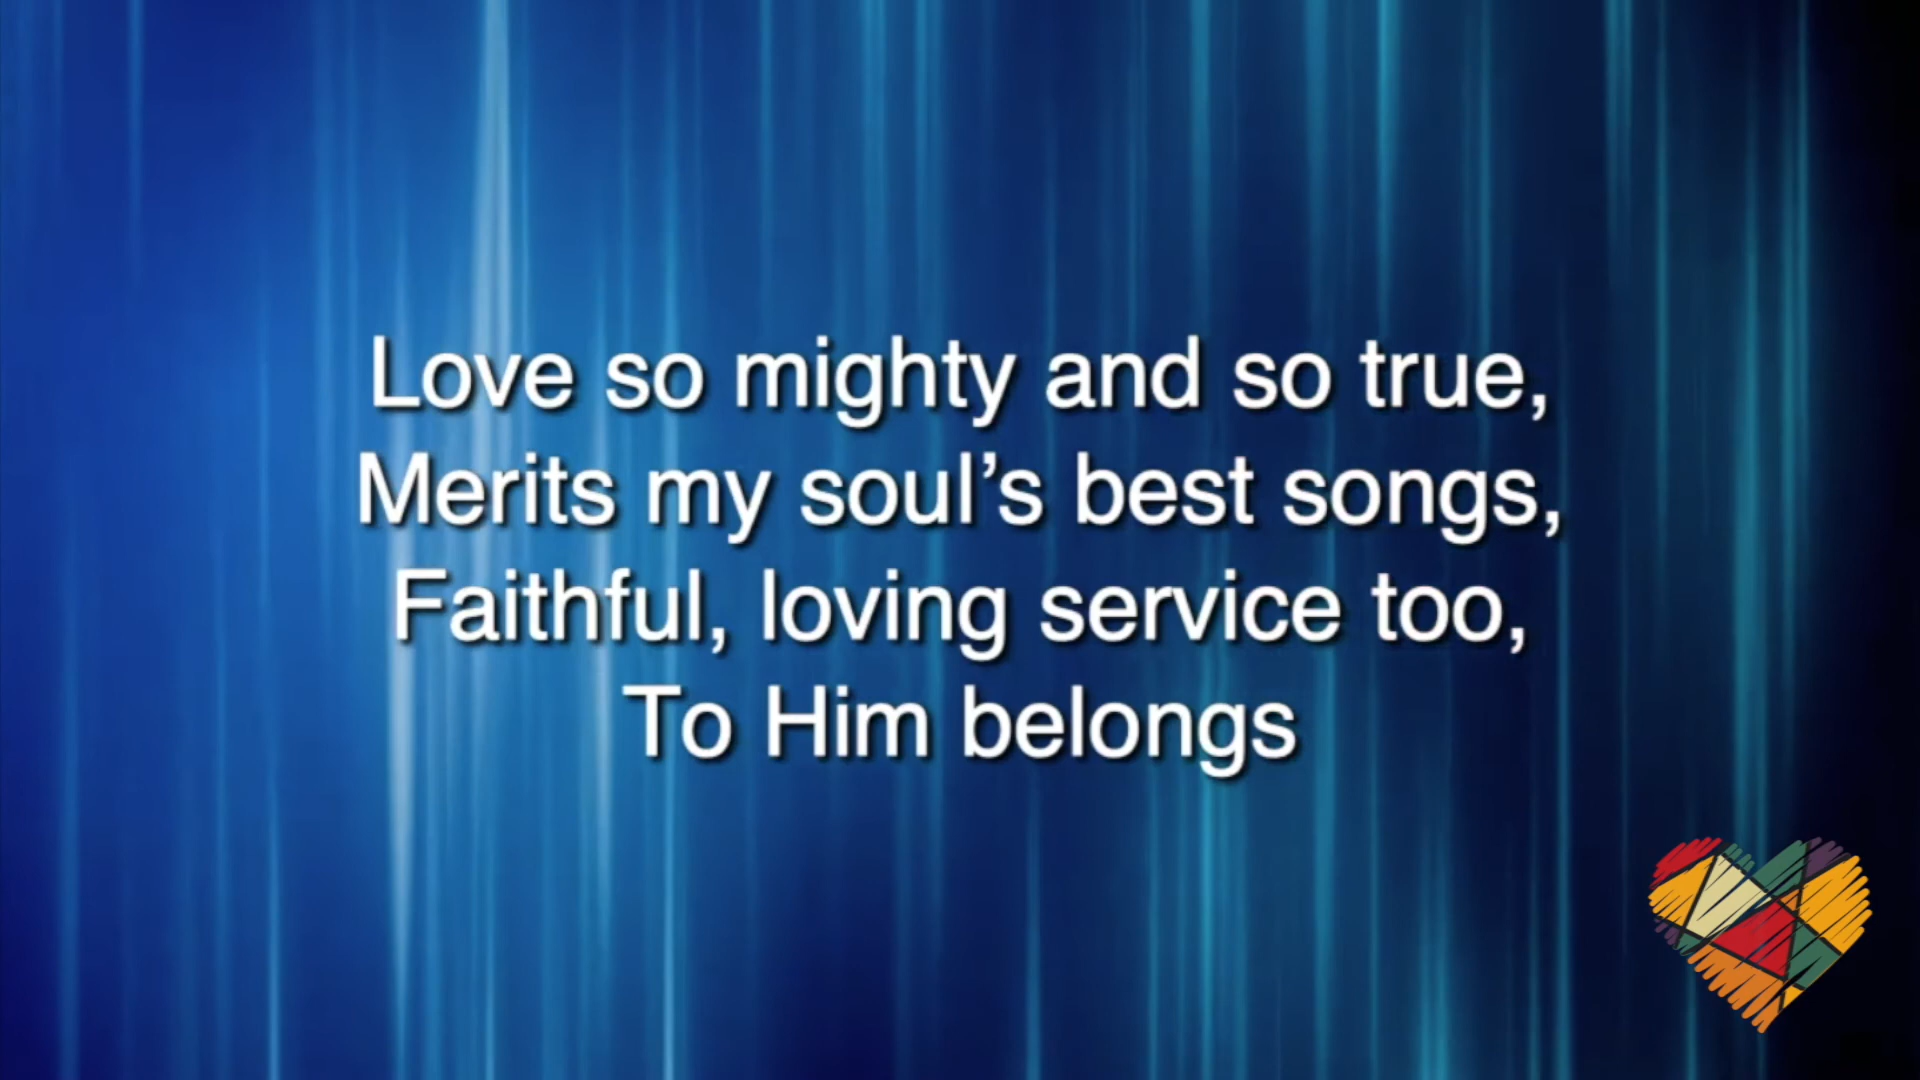 Love so mighty and so true,
Merits my soul’s best songs,
Faithful, loving service too,
To Him belongs